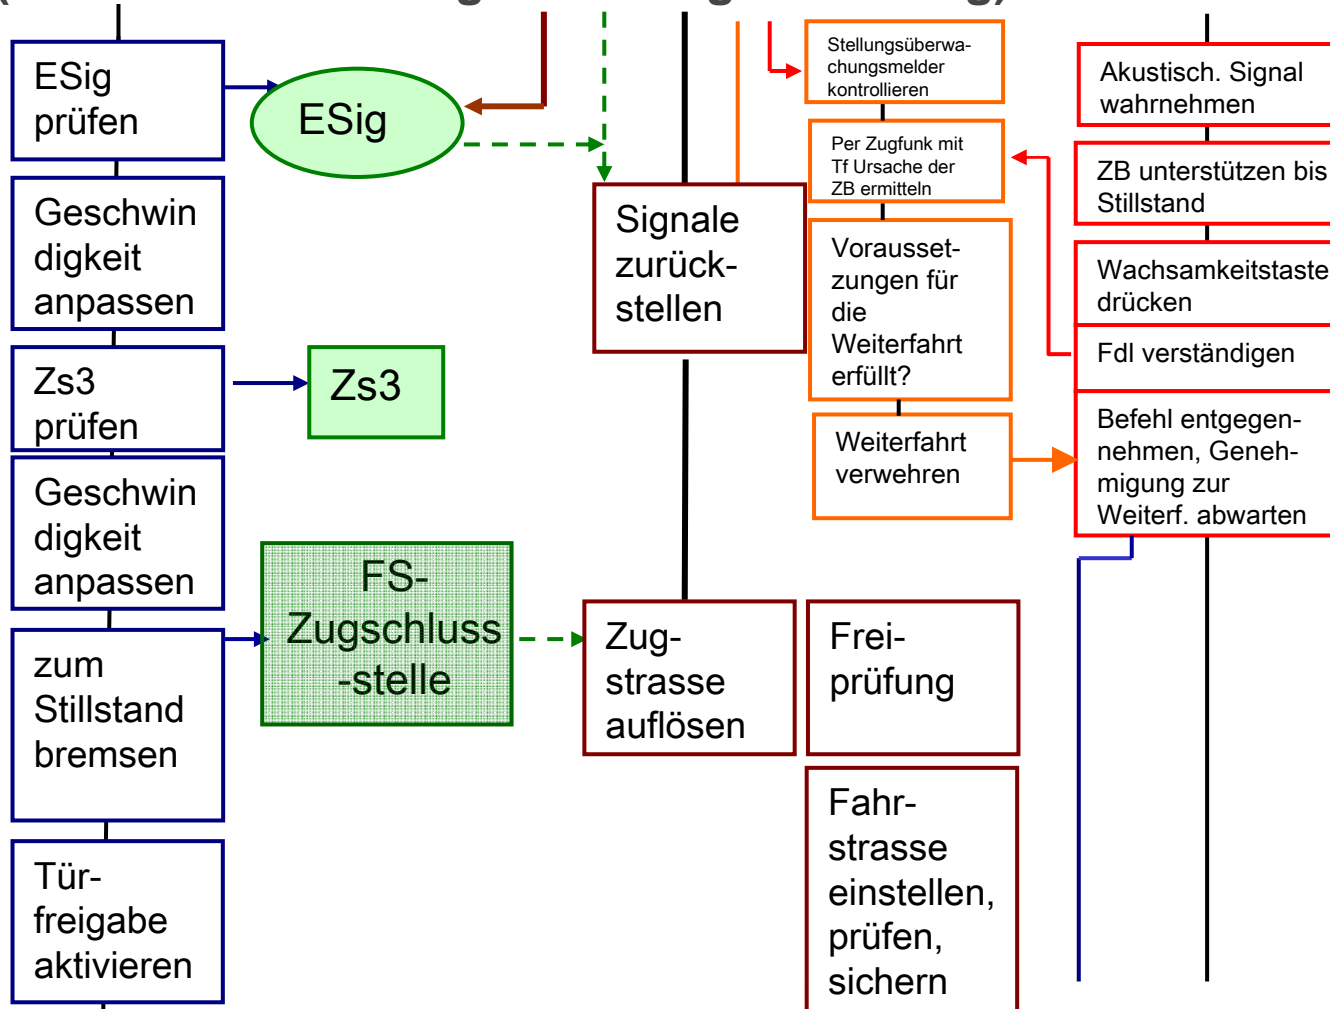 ESig
prüfen
Geschwin
digkeit
anpassen
Zs3
prüfen
Geschwin
digkeit
anpassen
zum
Stillstand
bremsen
Tür-
freigabe
aktivieren
ESig
Zs3
FS-
Zugschluss
-stelle
Signale
zurück-
stellen
Zug-
strasse
auflösen
Frei-
prüfung
Fahr-
strasse
einstellen,
prüfen,
sichern
Stellungsüberwa-
chungsmelder
kontrollieren
Per Zugfunk mit
Tf Ursache der
ZB ermitteln
Vorausset-
zungen für
die
Weiterfahrt
erfüllt?
Weiterfahrt
verwehren
Akustisch. Signal
wahrnehmen
ZB unterstützen bis
Stillstand
Wachsamkeitstaste
drücken
Fdl verständigen
Befehl entgegen-
nehmen, Geneh-
migung zur
Weiterf. abwarten